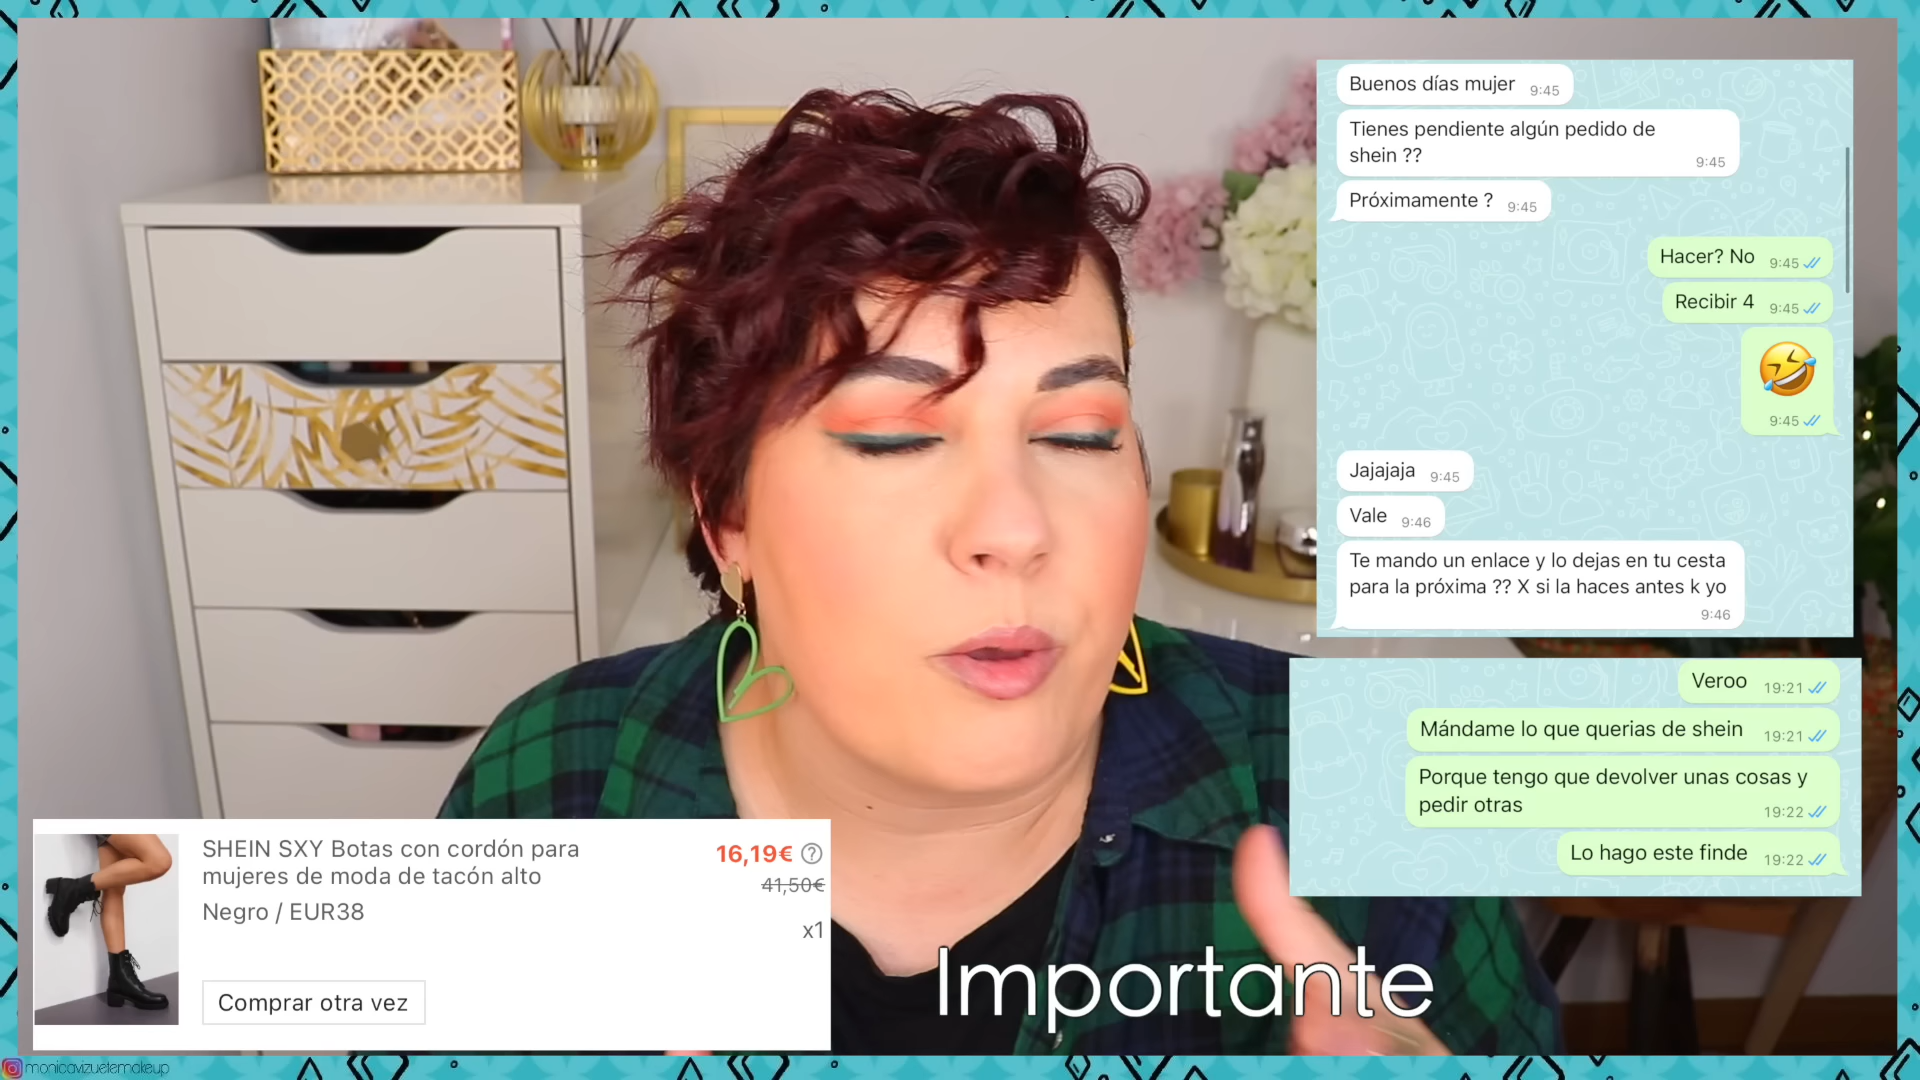 Buenos días mujer 9:45
Tienes pendiente algún pedido de
shein ??
9:45
Próximamente ? 9:45
Hacer? No 9:45
Recibir 4 9:45
9:45
Jajajaja 9:45
Vale 9:46
Te mando un enlace y lo dejas en tu cesta
para la próxima ?? X si la haces antes k yo
9:46
Veroo 19:21
Mándame lo que querias de shein 19:21
Porque tengo que devolver unas cosas y
pedir otras
19:22
Lo hago este finde 19:22
SHEIN SXY Botas con cordón para
mujeres de moda de tacón alto
Negro / EUR38
16,19€ ?
41,50€
x1
Comprar otra vez
Importante
monicavizuetemakeup